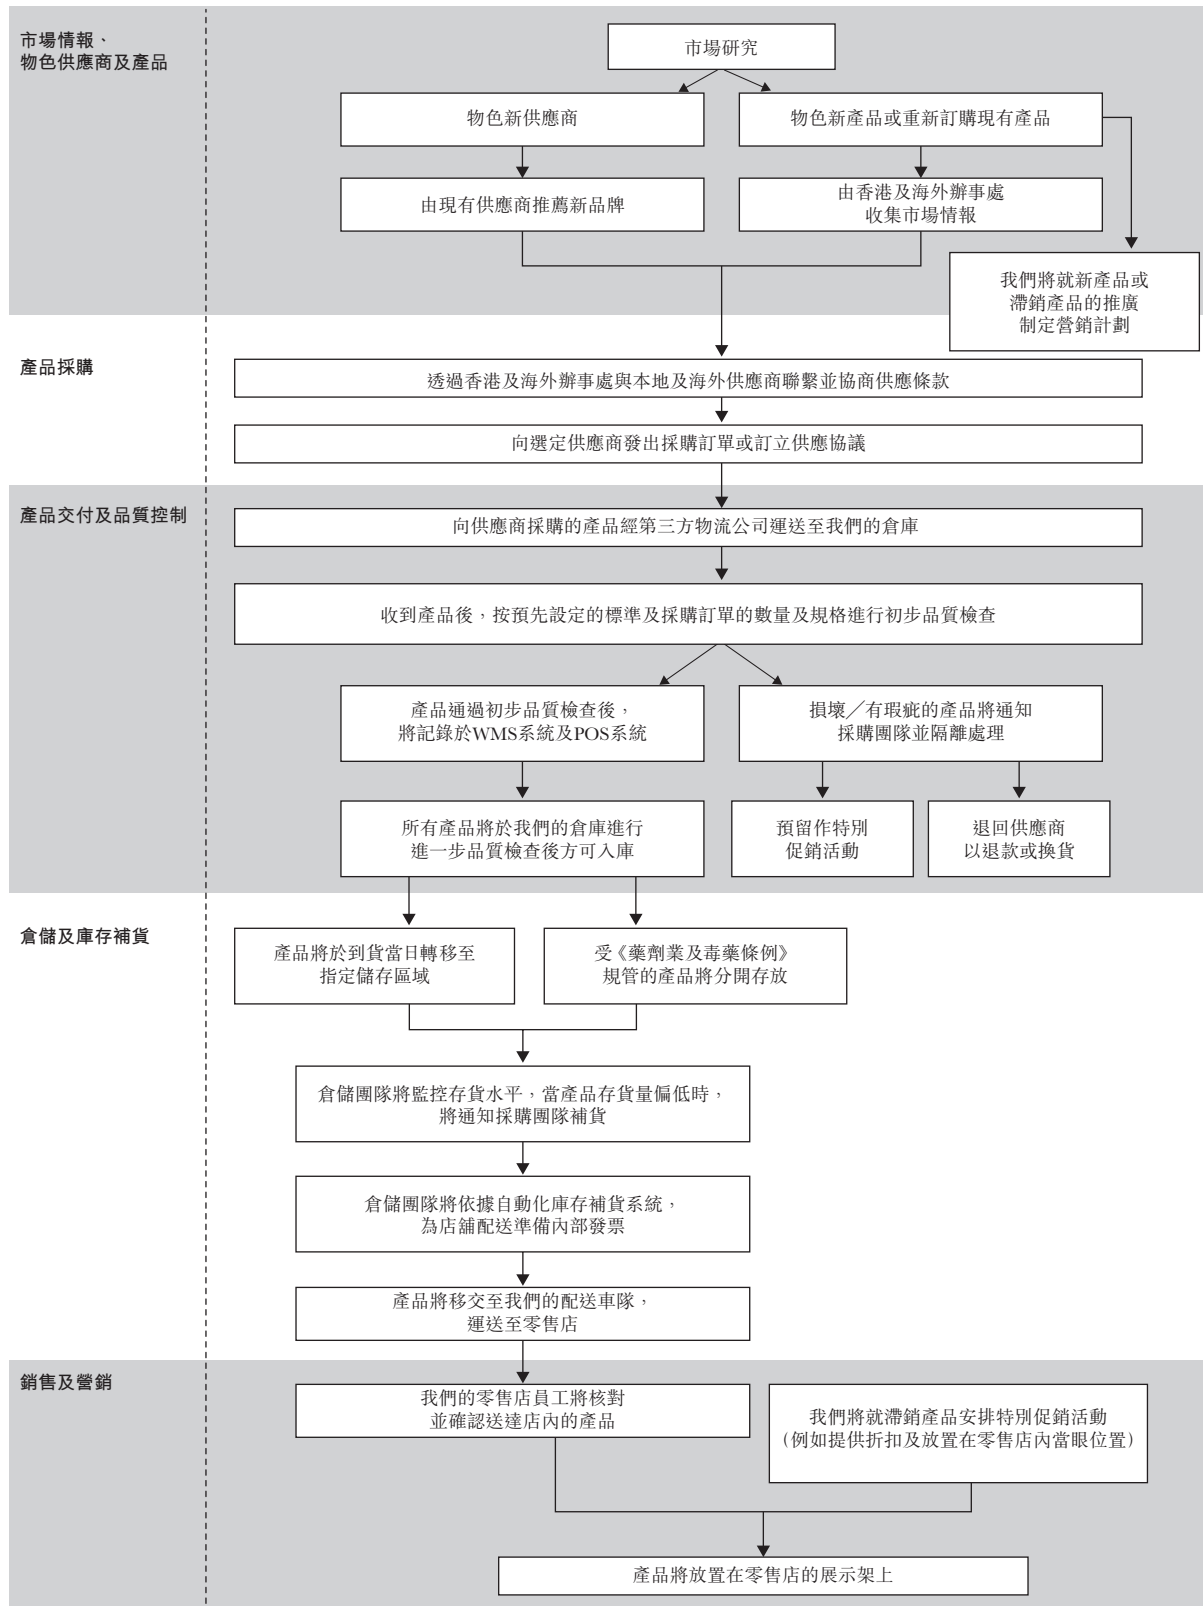 市場情報、
物色供應商及產品
市場研究
物色新供應商
物色新產品或重新訂購現有產品
由現有供應商推薦新品牌
由香港及海外辦事處
收集市場情報
我們將就新產品或
滯銷產品的推廣
制定營銷計劃
產品採購
透過香港及海外辦事處與本地及海外供應商聯繫並協商供應條款
向選定供應商發出採購訂單或訂立供應協議
產品交付及品質控制
向供應商採購的產品經第三方物流公司運送至我們的倉庫
收到產品後，按預先設定的標準及採購訂單的數量及規格進行初步品質檢查
產品通過初步品質檢查後，
將記錄於WMS系統及POS系統
損壞╱有瑕疵的產品將通知
採購團隊並隔離處理
所有產品將於我們的倉庫進行
進一步品質檢查後方可入庫
預留作特別
促銷活動
退回供應商
以退款或換貨
倉儲及庫存補貨
產品將於到貨當日轉移至
指定儲存區域
受《藥劑業及毒藥條例》
規管的產品將分開存放
倉儲團隊將監控存貨水平，當產品存貨量偏低時，
將通知採購團隊補貨
倉儲團隊將依據自動化庫存補貨系統，
為店舖配送準備內部發票
產品將移交至我們的配送車隊，
運送至零售店
銷售及營銷
我們的零售店員工將核對
並確認送達店內的產品
我們將就滯銷產品安排特別促銷活動
(例如提供折扣及放置在零售店內當眼位置)
產品將放置在零售店的展示架上